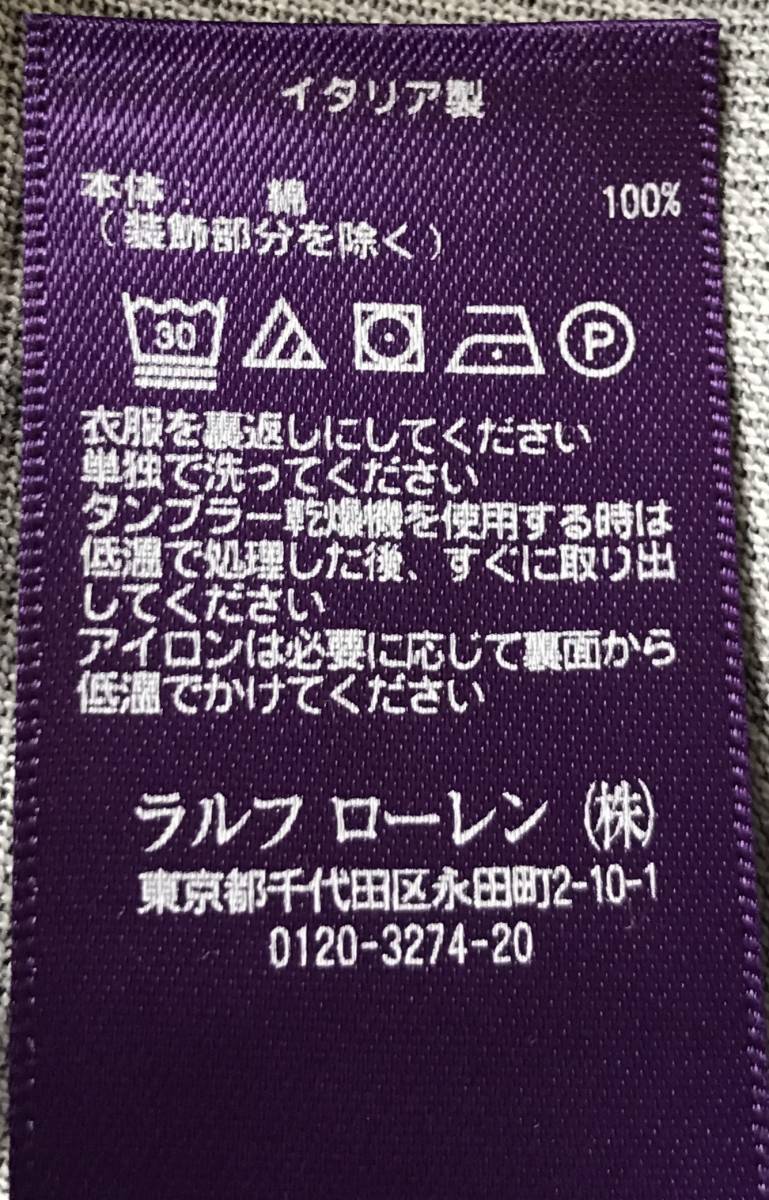 イタリア製
本体： 綿 100%
（装飾部分を除く）
30 P
衣服を裏返しにしてください
単独で洗ってください
タンブラー乾燥機を使用する時は
低温で処理した後、すぐに取り出
してください
アイロンは必要に応じて裏面から
低温でかけてください
ラルフ ローレン（株）
東京都千代田区永田町2-10-1
0120-3274-20